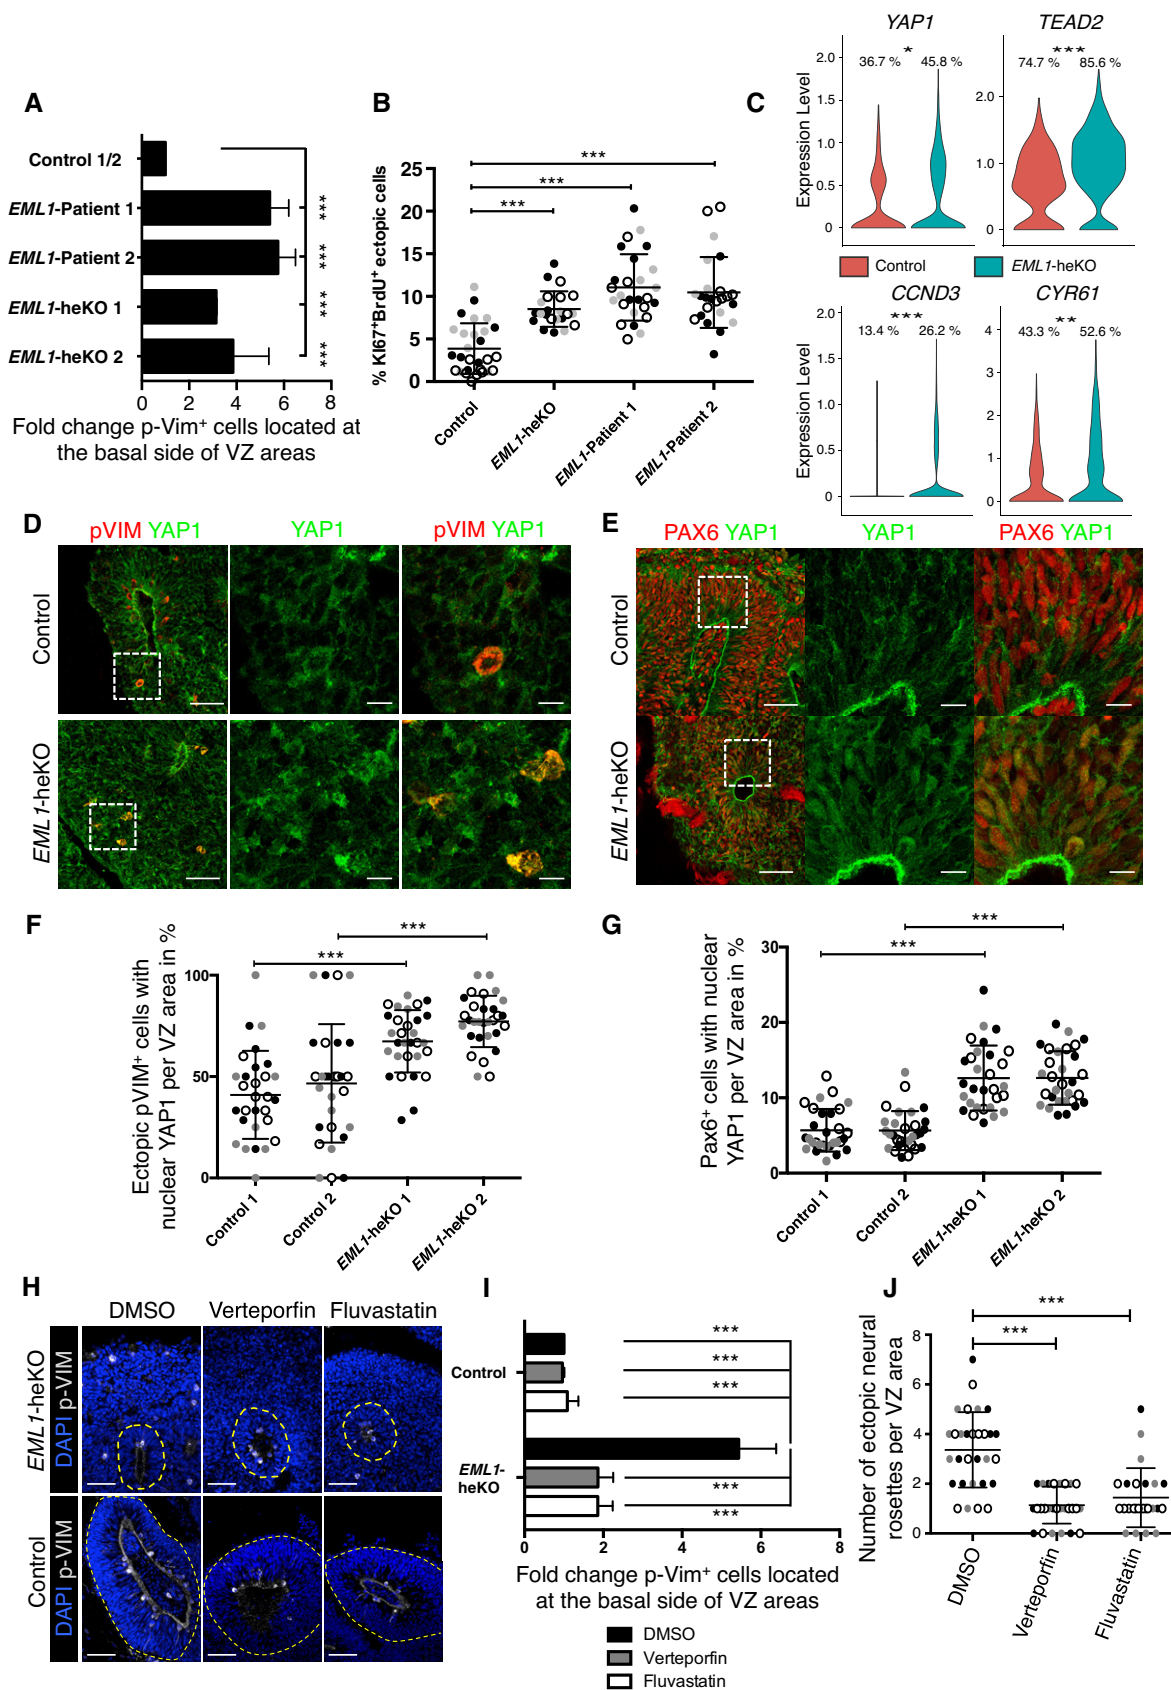 A
Control 1/2
EML1-Patient 1
EML1-Patient 2
EML1-heKO 1
EML1-heKO 2
***
***
***
***
0 2 4 6 8
Fold change p-Vim⁺ cells located at
the basal side of VZ areas
B
% KI67⁺BrdU⁺ ectopic cells
25
20
15
10
5
0
***
***
***
Control
EML1-heKO
EML1-Patient 1
EML1-Patient 2
C
YAP1
*
36.7 % 45.8 %
Expression Level
2.0
1.5
1.0
0.5
0
TEAD2
***
74.7 % 85.6 %
2.0
1.0
0
Control
EML1-heKO
CCND3
***
13.4 % 26.2 %
Expression Level
2.0
1.0
0
CYR61
**
43.3 % 52.6 %
4
3
2
1
0
D
pVIM YAP1
YAP1
pVIM YAP1
Control
EML1-heKO
E
PAX6 YAP1
YAP1
PAX6 YAP1
Control
EML1-heKO
F
Ectopic pVIM⁺ cells with
nuclear YAP1 per VZ area in %
100
50
0
***
***
Control 1
Control 2
EML1-heKO 1
EML1-heKO 2
G
Pax6⁺ cells with nuclear
YAP1 per VZ area in %
30
20
10
0
***
***
Control 1
Control 2
EML1-heKO 1
EML1-heKO 2
H
DMSO
Verteporfin
Fluvastatin
EML1-heKO
DAPI p-VIM
Control
DAPI p-VIM
I
Control
EML1-
heKO
***
***
***
***
***
0 2 4 6 8
Fold change p-Vim⁺ cells located
at the basal side of VZ areas
DMSO
Verteporfin
Fluvastatin
J
Number of ectopic neural
rosettes per VZ area
8
6
4
2
0
***
***
DMSO
Verteporfin
Fluvastatin